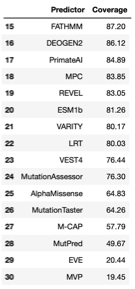 Predictor Coverage
15 FATHMM 87.20
16 DEOGEN2 86.12
17 PrimateAI 84.89
18 MPC 83.85
19 REVEL 83.05
20 ESM1b 81.26
21 VARITY 80.17
22 LRT 80.03
23 VEST4 76.44
24 MutationAssessor 76.30
25 AlphaMissense 64.83
26 MutationTaster 64.26
27 M-CAP 57.79
28 MutPred 49.67
29 EVE 20.44
30 MVP 19.45